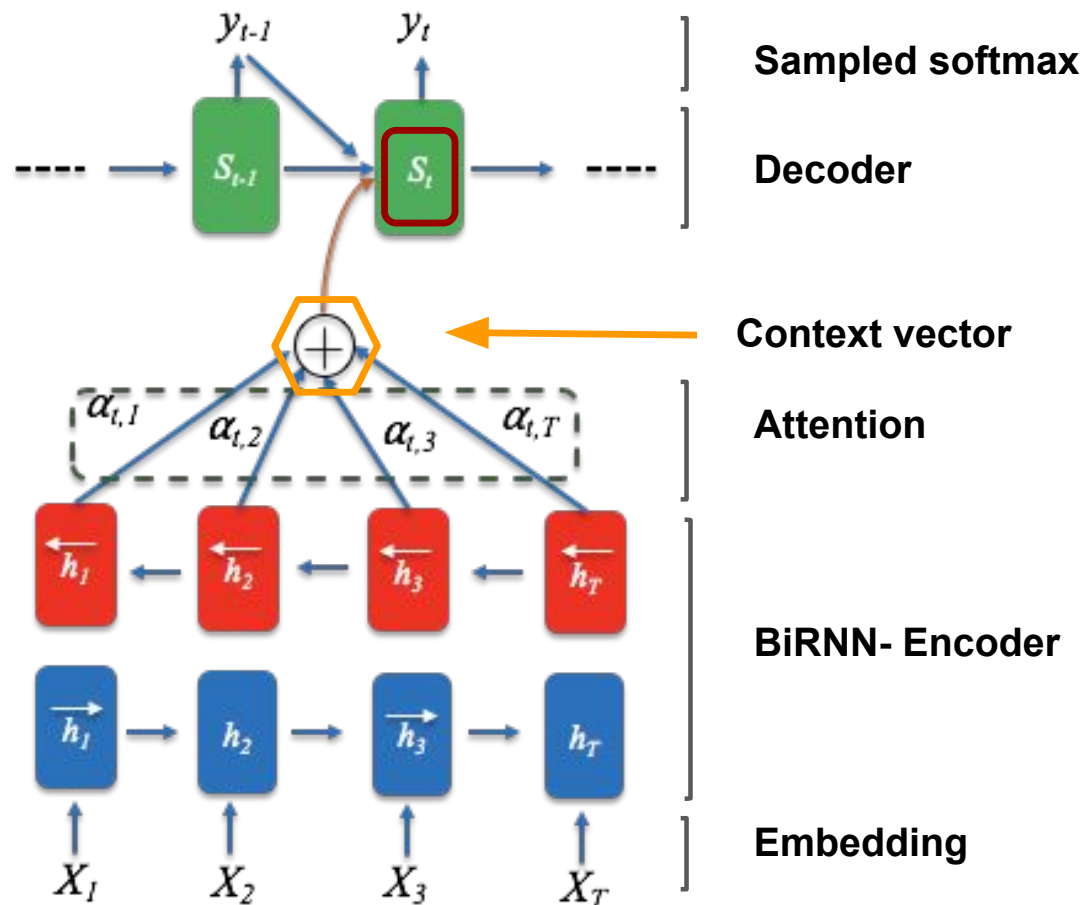 y_{t-1} y_t
Sampled softmax
S_{t-1} S_t
Decoder
+
Context vector
α_{t,1} α_{t,2} α_{t,3} α_{t,T}
Attention
←h_1 ←h_2 ←h_3 ←h_T
BiRNN- Encoder
→h_1 h_2 →h_3 h_T
Embedding
X_1 X_2 X_3 X_T